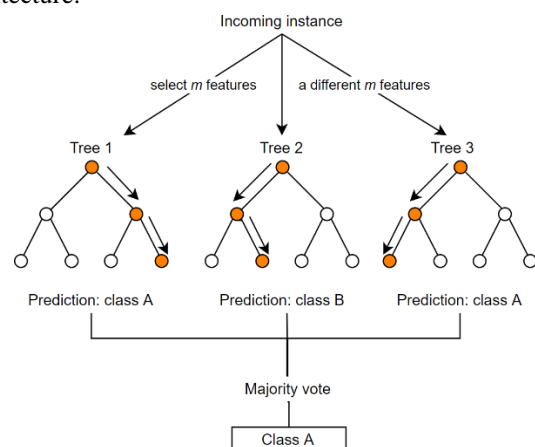 itecture.
Incoming instance
select m features
a different m features
Tree 1
Tree 2
Tree 3
Prediction: class A
Prediction: class B
Prediction: class A
Majority vote
Class A